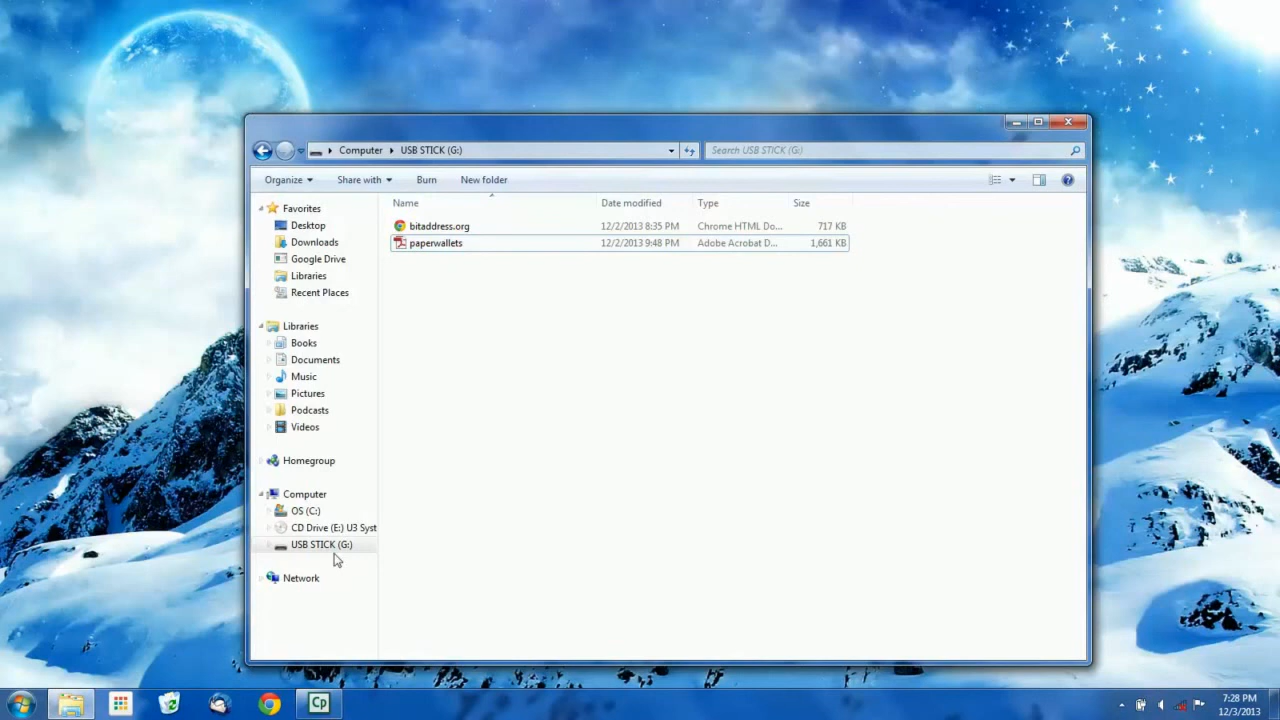 Computer USB STICK (G:) Search USB STICK (G:)
Organize Share with Burn New folder
Name Date modified Type Size
bitaddress.org 12/2/2013 8:35 PM Chrome HTML Do... 717 KB
paperwallets 12/2/2013 9:48 PM Adobe Acrobat D... 1,661 KB
Favorites
Desktop
Downloads
Google Drive
Libraries
Recent Places
Libraries
Books
Documents
Music
Pictures
Podcasts
Videos
Homegroup
Computer
OS (C:)
CD Drive (E:) U3 Syst
USB STICK (G:)
Network
Cp
7:28 PM
12/3/2013